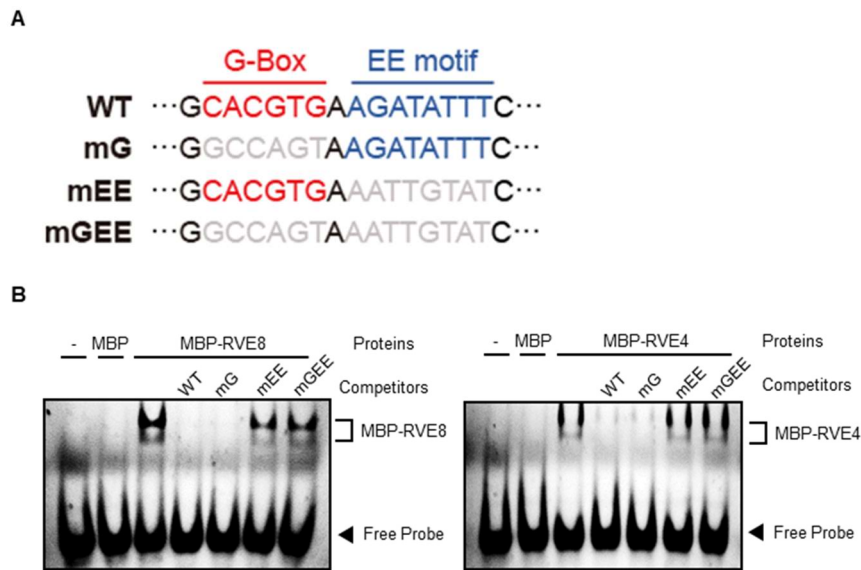 A
G-Box EE motif
WT ···GCACGTGAAGATATTTC···
mG ···GGCCAGTAAGATATTTC···
mEE ···GCACGTGAAATTGTATC···
mGEE ···GGCCAGTAAATTGTATC···
B
- MBP MBP-RVE8 Proteins
WT mG mEE mGEE Competitors
MBP-RVE8
Free Probe
- MBP MBP-RVE4 Proteins
WT mG mEE mGEE Competitors
MBP-RVE4
Free Probe